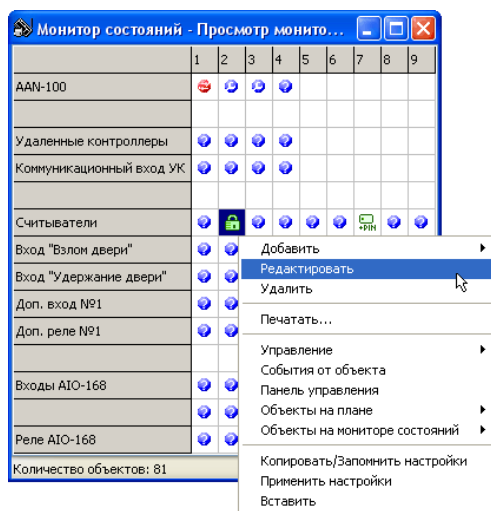 Монитор состояний - Просмотр монито...
1 2 3 4 5 6 7 8 9
AAN-100
Удаленные контроллеры
Коммуникационный вход УК
Считыватели
+PIN
Вход "Взлом двери"
Вход "Удержание двери"
Доп. вход №1
Доп. реле №1
Входы AIO-168
Реле AIO-168
Количество объектов: 81
Добавить
Редактировать
Удалить
Печатать...
Управление
События от объекта
Панель управления
Объекты на плане
Объекты на мониторе состояний
Копировать/Запомнить настройки
Применить настройки
Вставить